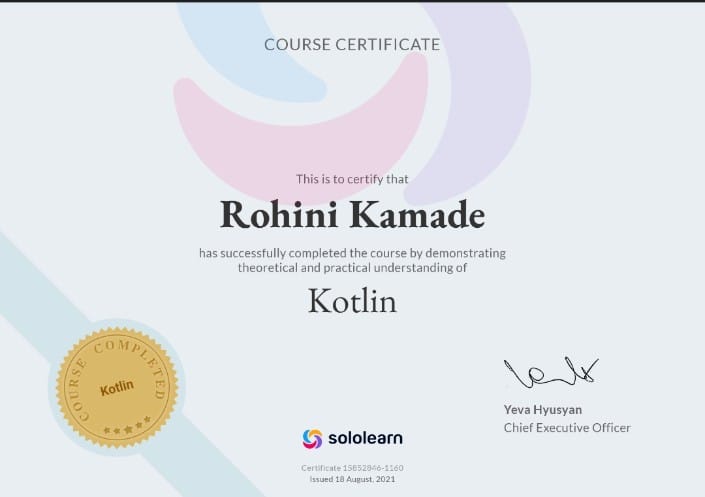 COURSE CERTIFICATE
This is to certify that
Rohini Kamade
has successfully completed the course by demonstrating
theoretical and practical understanding of
Kotlin
COURSE COMPLETED
Kotlin
Yeva Hyusyan
Chief Executive Officer
sololearn
Certificate 15852846-1160
Issued 18 August, 2021